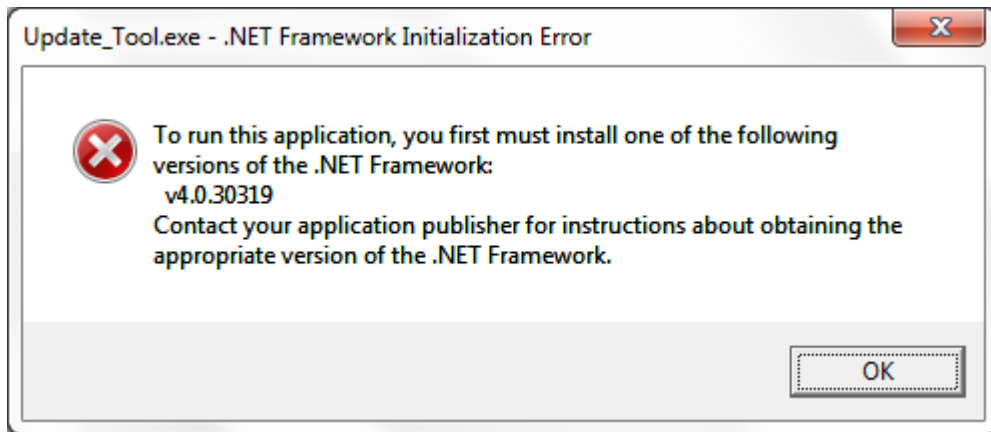 Update_Tool.exe - .NET Framework Initialization Error
To run this application, you first must install one of the following
versions of the .NET Framework:
v4.0.30319
Contact your application publisher for instructions about obtaining the
appropriate version of the .NET Framework.
OK